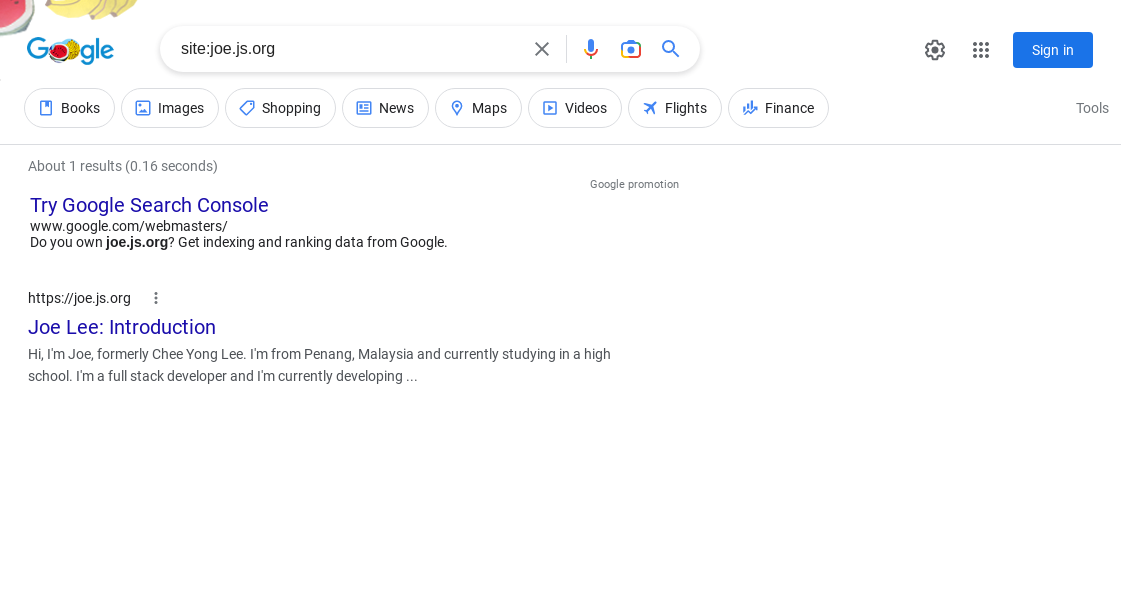 Google
site:joe.js.org
Sign in
Books
Images
Shopping
News
Maps
Videos
Flights
Finance
Tools
About 1 results (0.16 seconds)
Google promotion
Try Google Search Console
www.google.com/webmasters/
Do you own joe.js.org? Get indexing and ranking data from Google.
https://joe.js.org
Joe Lee: Introduction
Hi, I'm Joe, formerly Chee Yong Lee. I'm from Penang, Malaysia and currently studying in a high
school. I'm a full stack developer and I'm currently developing ...